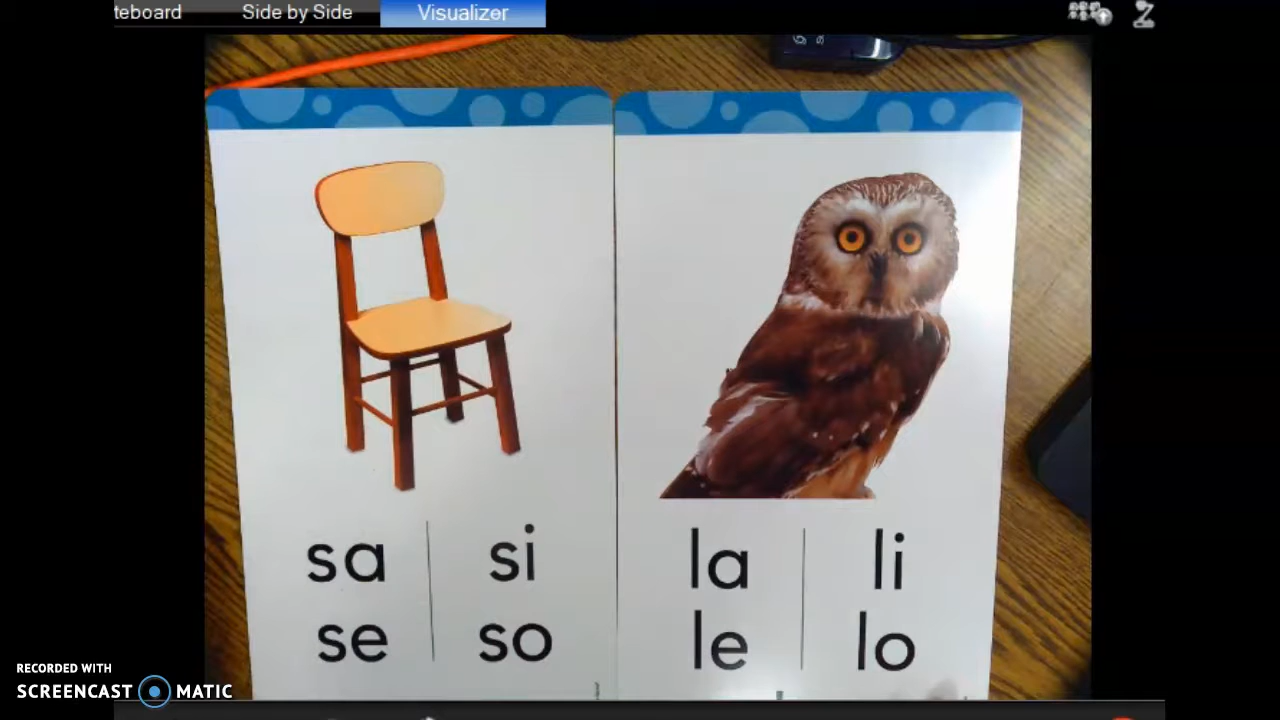 teboard Side by Side Visualizer
sa si
se so
la li
le lo
RECORDED WITH
SCREENCAST MATIC